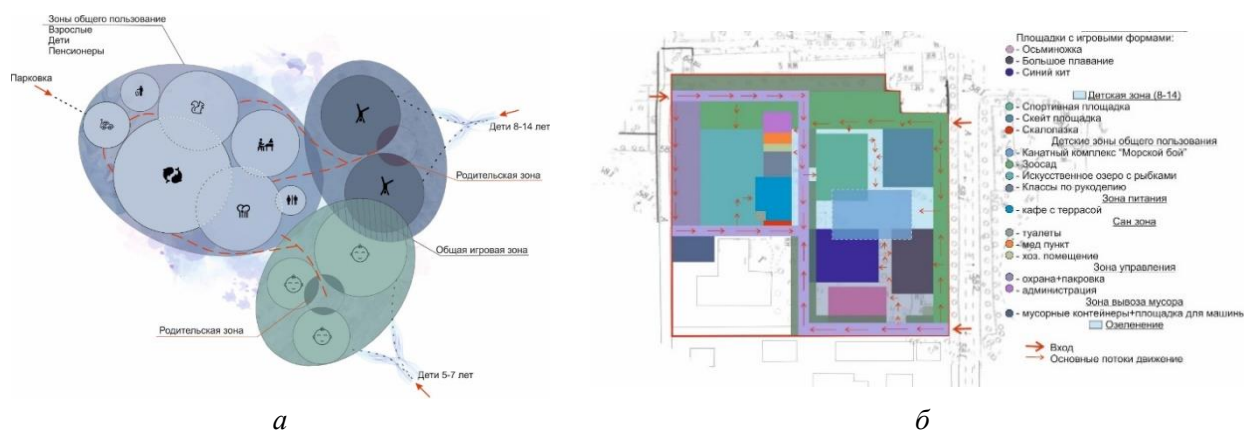 Зоны общего пользование
Взрослые
Дети
Пенсионеры
Парковка
Дети 8-14 лет
Родительская зона
Общая игровая зона
Родительская зона
Дети 5-7 лет
а
Площадки с игровыми формами:
- Осьминожка
- Большое плавание
- Синий кит
Детская зона (8-14)
- Спортивная площадка
- Скейт площадка
- Скалолазка
Детские зоны общего пользования
- Канатный комплекс "Морской бой"
- Зоосад
- Искусственное озеро с рыбками
- Классы по рукоделию
Зона питания
- кафе с террасой
Сан зона
- туалеты
- мед пункт
- хоз. помещение
Зона управления
- охрана+пакровка
- администрация
Зона вывоза мусора
- мусорные контейнеры+площадка для машины
Озеленение
Вход
Основные потоки движение
б